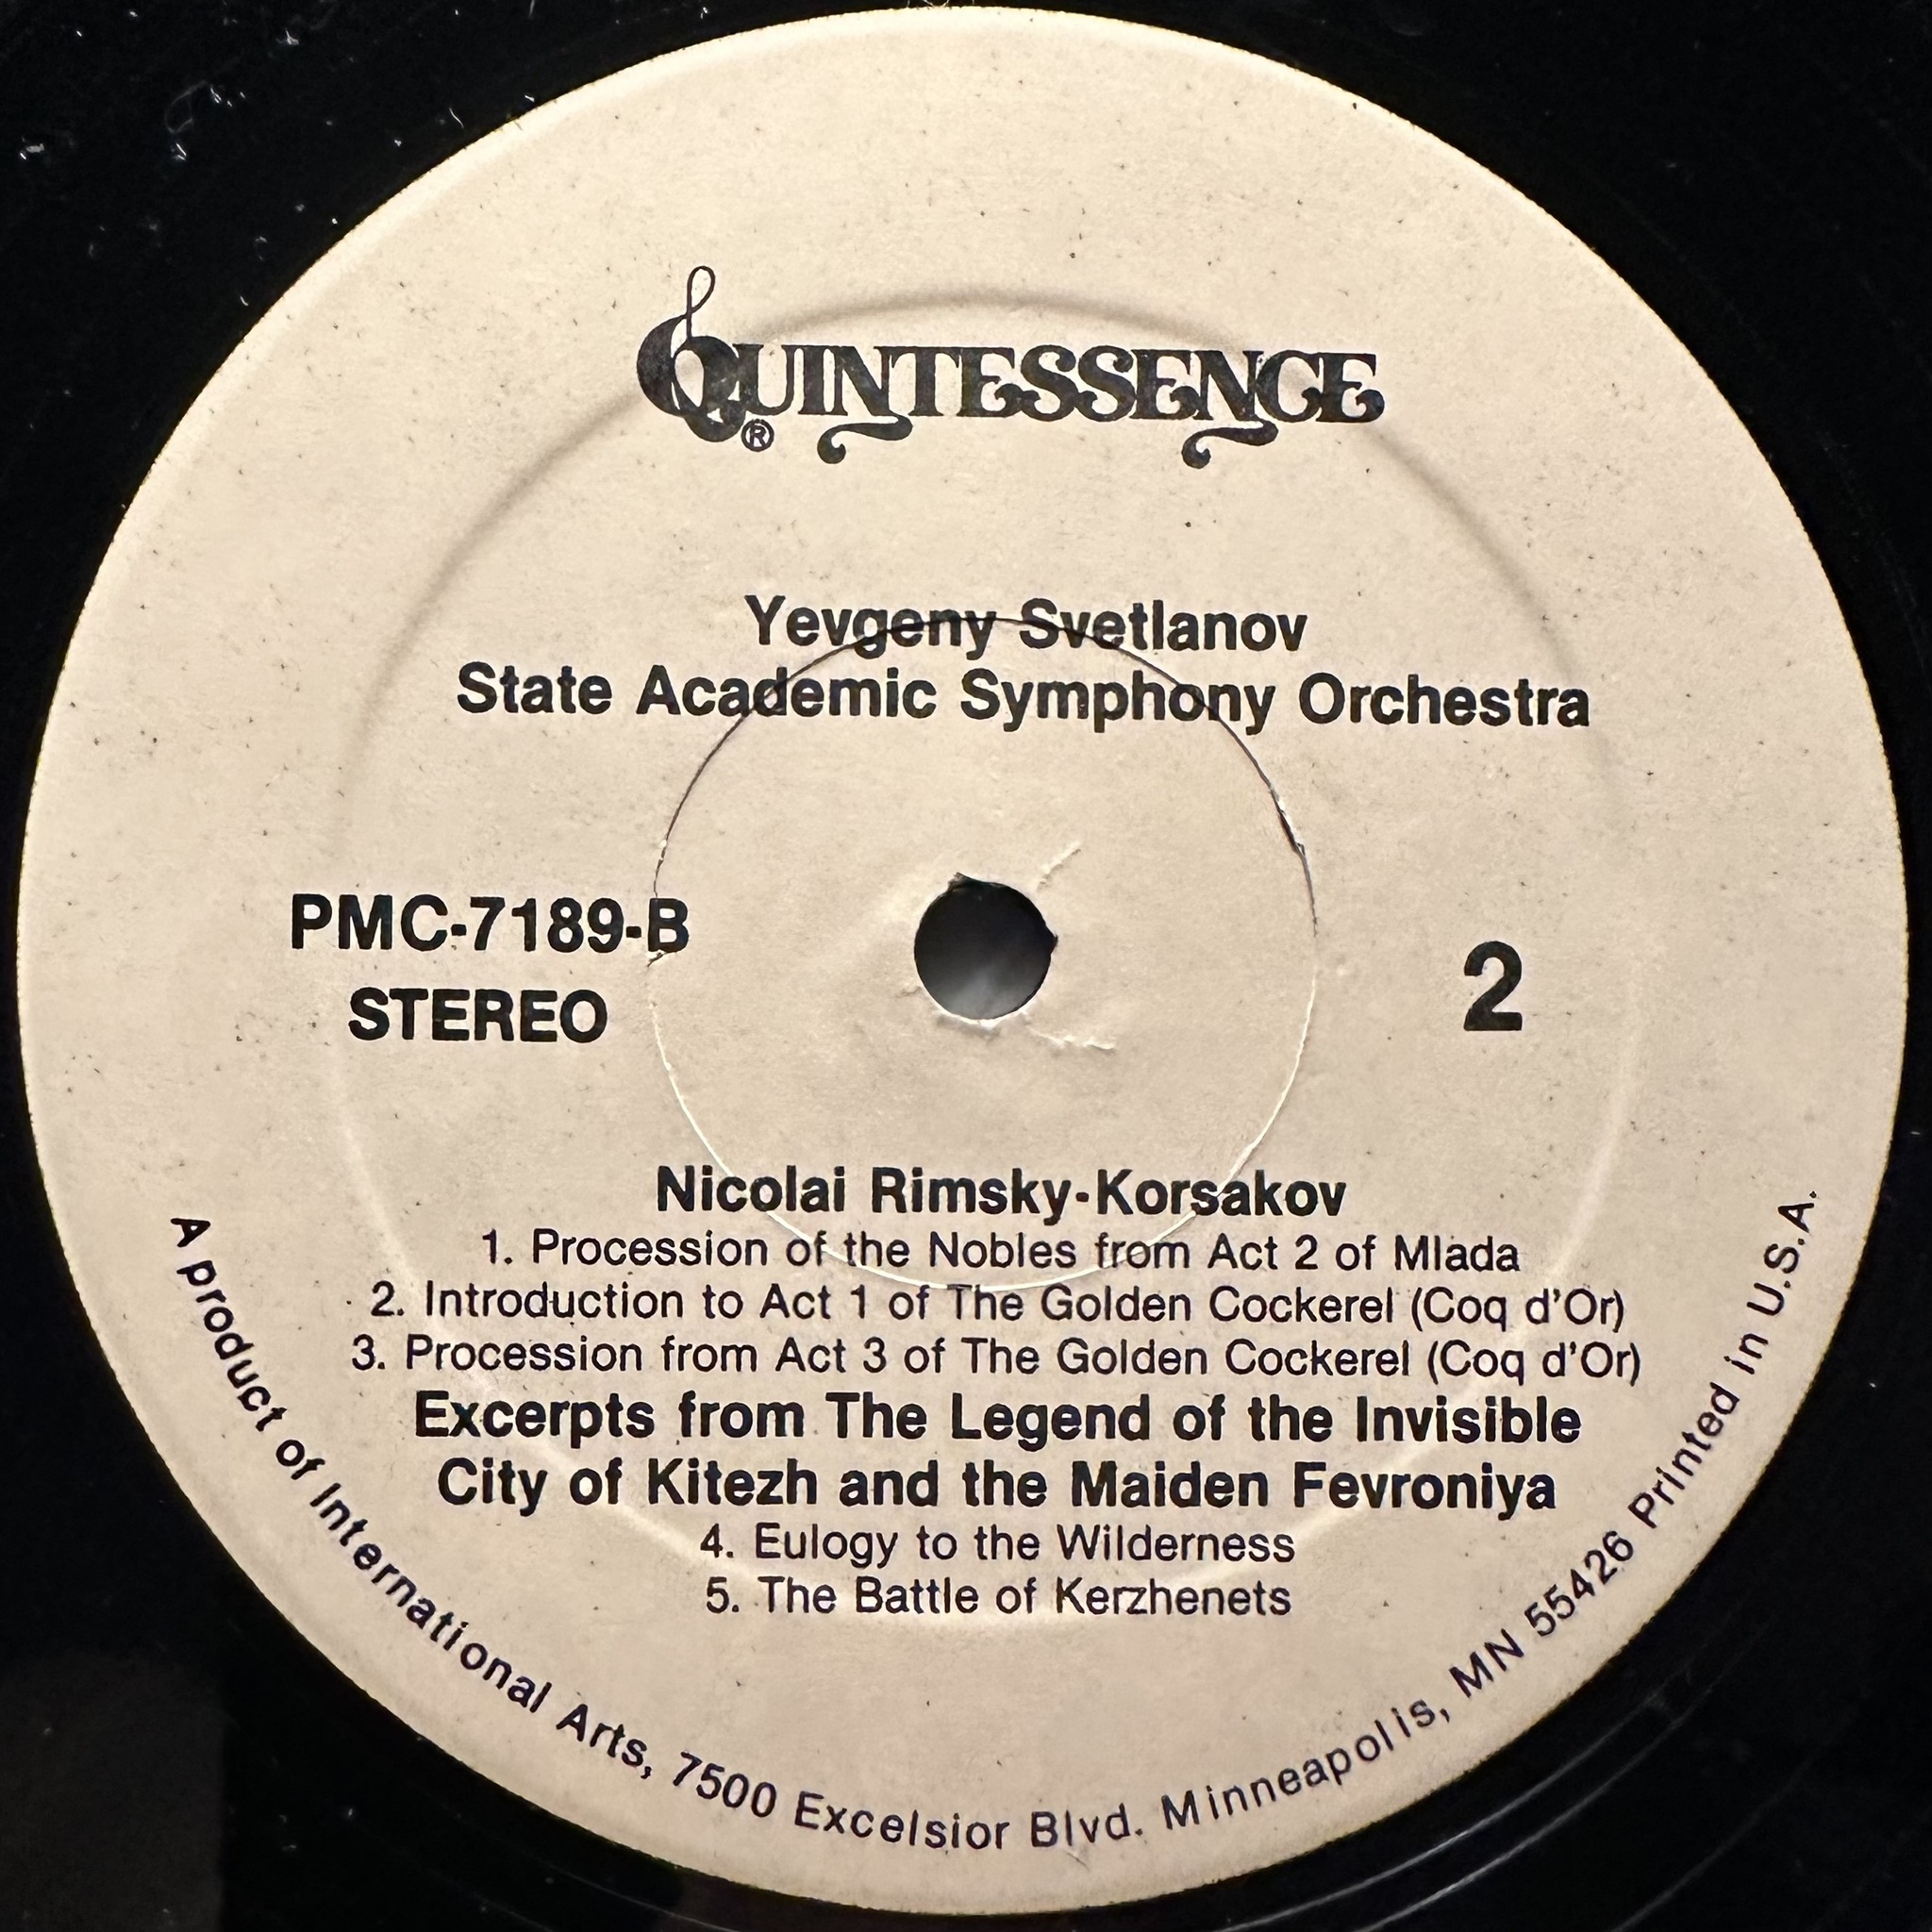 QUINTESSENCE
®
Yevgeny Svetlanov
State Academic Symphony Orchestra
PMC-7189-B
STEREO
2
Nicolai Rimsky-Korsakov
1. Procession of the Nobles from Act 2 of Mlada
2. Introduction to Act 1 of The Golden Cockerel (Coq d'Or)
3. Procession from Act 3 of The Golden Cockerel (Coq d'Or)
Excerpts from The Legend of the Invisible
City of Kitezh and the Maiden Fevroniya
4. Eulogy to the Wilderness
5. The Battle of Kerzhenets
A product of International Arts, 7500 Excelsior Blvd. Minneapolis, MN 55426 Printed in U.S.A.